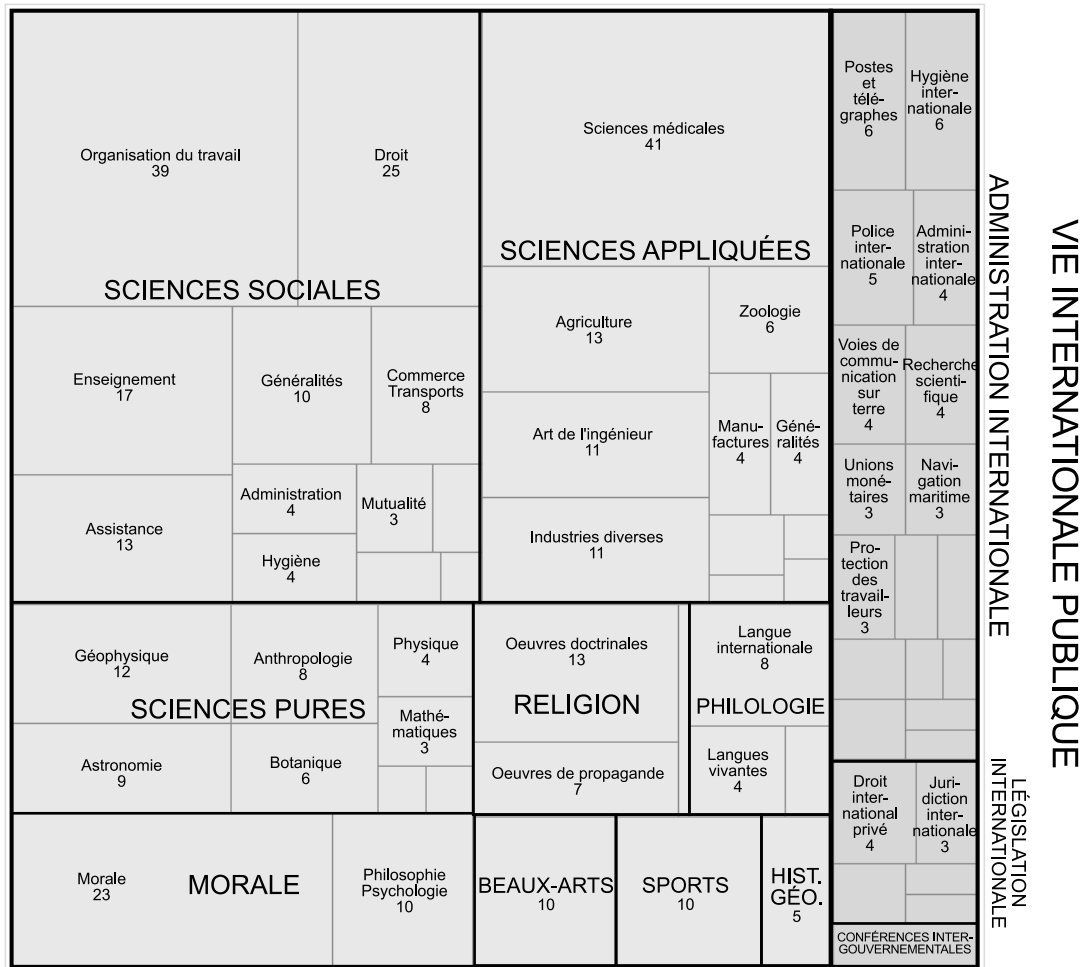 Organisation du travail
39
Droit
25
SCIENCES SOCIALES
Enseignement
17
Généralités
10
Commerce
Transports
8
Assistance
13
Administration
4
Mutualité
3
Hygiène
4
Sciences médicales
41
SCIENCES APPLIQUÉES
Agriculture
13
Zoologie
6
Art de l'ingénieur
11
Manu-
factures
4
Géné-
ralités
4
Industries diverses
11
Géophysique
12
Anthropologie
8
Physique
4
SCIENCES PURES
Mathé-
matiques
3
Astronomie
9
Botanique
6
Oeuvres doctrinales
13
RELIGION
Oeuvres de propagande
7
Langue
internationale
8
PHILOLOGIE
Langues
vivantes
4
Morale
23
MORALE
Philosophie
Psychologie
10
BEAUX-ARTS
10
SPORTS
10
HIST.
GÉO.
5
Postes
et
télé-
graphes
6
Hygiène
inter-
nationale
6
Police
inter-
nationale
5
Admini-
stration
inter-
nationale
4
Voies de
commu-
nication
sur
terre
4
Recherche
scienti-
fique
4
Unions
moné-
taires
3
Navi-
gation
maritime
3
Pro-
tection
des
travail-
leurs
3
Droit
inter-
national
privé
4
Juri-
diction
inter-
nationale
3
CONFÉRENCES INTER-
GOUVERNEMENTALES
ADMINISTRATION INTERNATIONALE
LÉGISLATION
INTERNATIONALE
VIE INTERNATIONALE PUBLIQUE